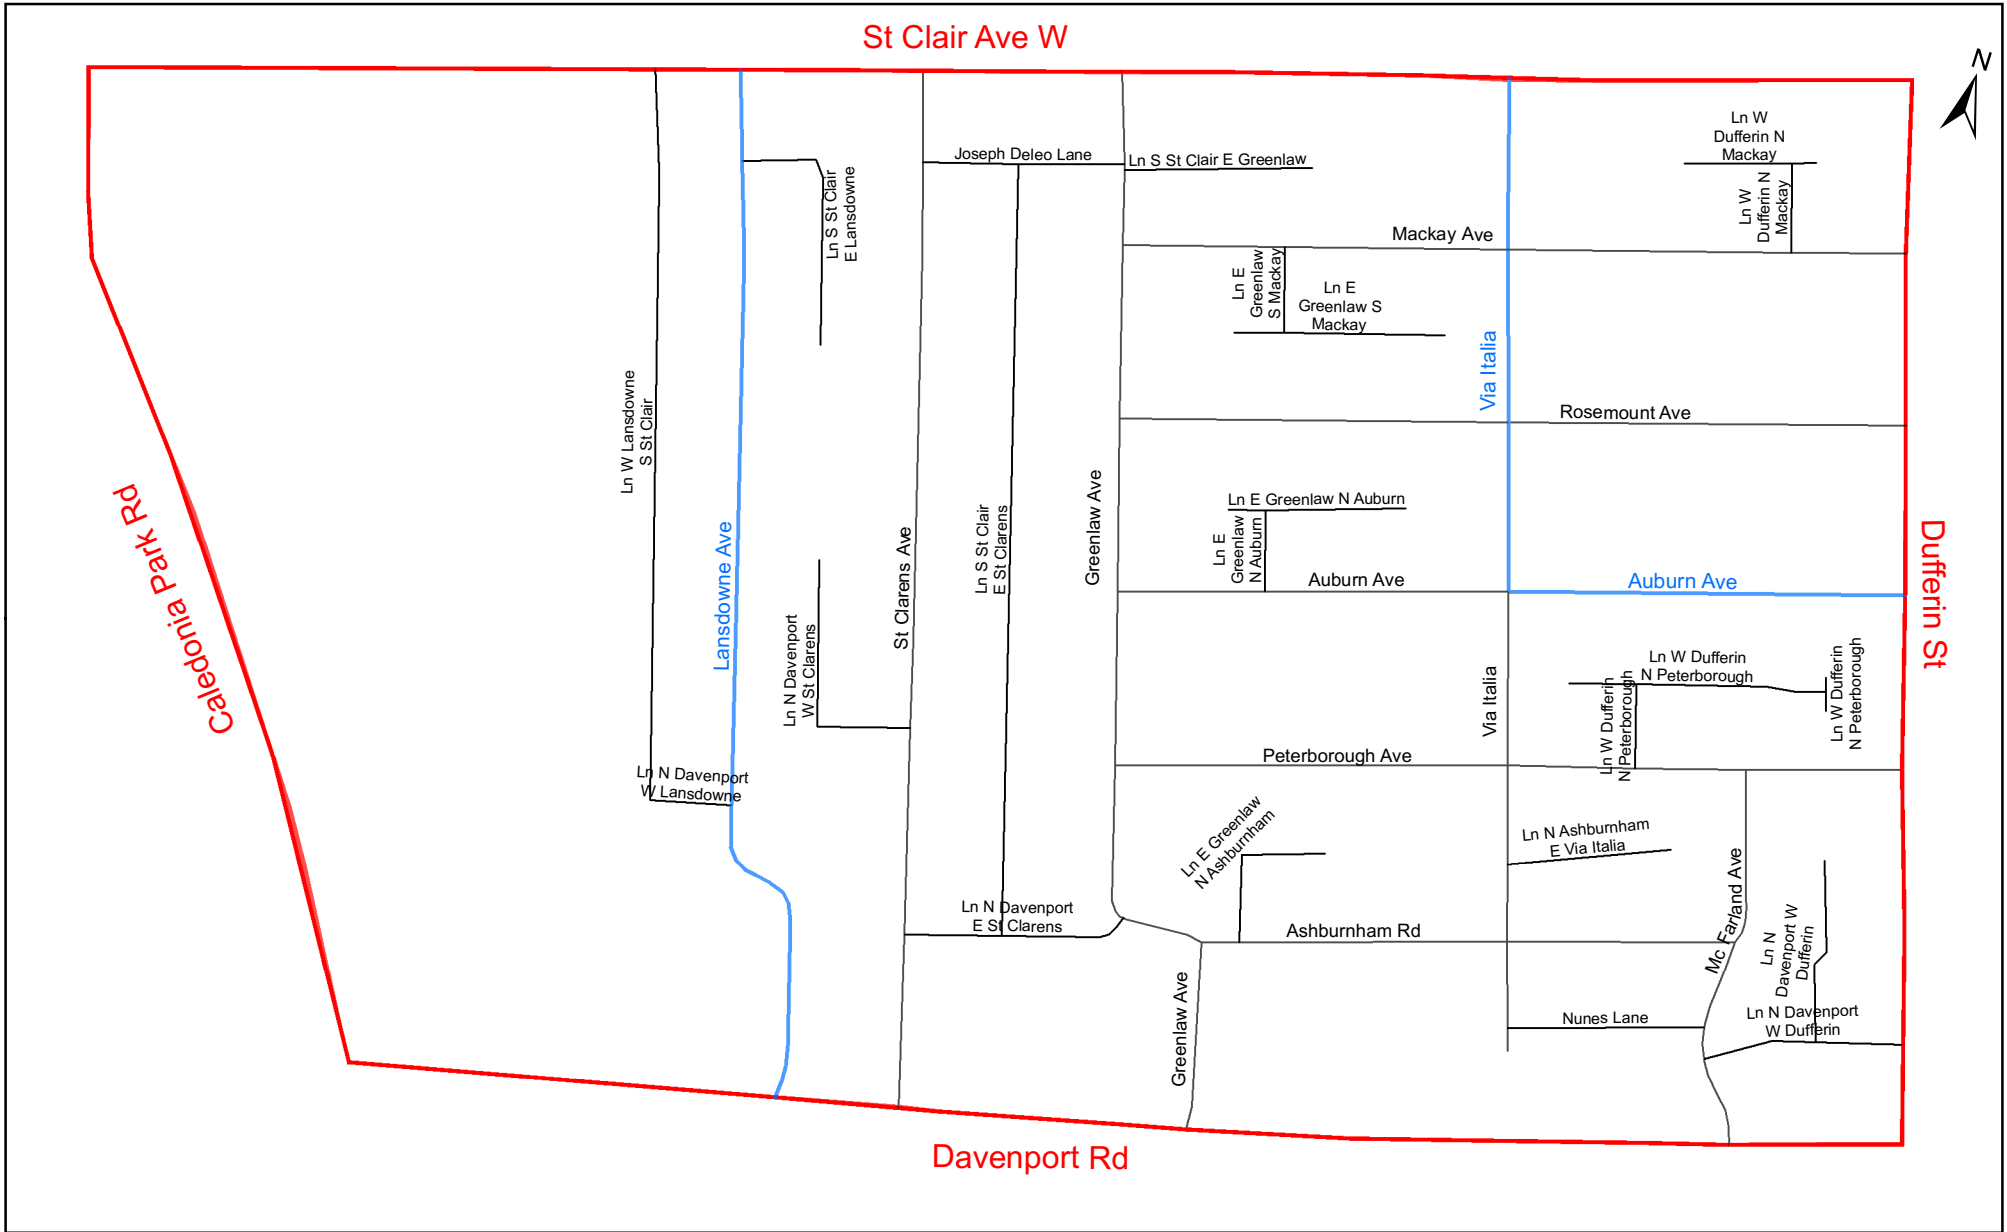 St Clair Ave W
N
Ln W
Dufferin N
Mackay
Joseph Deleo Lane
Ln S St Clair E Greenlaw
Ln S St Clair
E Lansdowne
Ln W
Dufferin N
Mackay
Mackay Ave
Ln E
Greenlaw
S Mackay
Ln E
Greenlaw S
Mackay
Via Italia
Ln W Lansdowne
S St Clair
Rosemount Ave
Caledonia Park Rd
Lansdowne Ave
St Clarens Ave
Ln S St Clair
E St Clarens
Greenlaw Ave
Ln E Greenlaw N Auburn
Ln E
Greenlaw
N Auburn
Auburn Ave
Auburn Ave
Dufferin St
Ln N Davenport
W St Clarens
Via Italia
Ln W Dufferin
N Peterborough
Ln W Dufferin
N Peterborough
Ln W Dufferin
N Peterborough
Peterborough Ave
Ln N Davenport
W Lansdowne
Ln E Greenlaw
N Ashburnham
Ln N Ashburnham
E Via Italia
Mc Farland Ave
Ln N Davenport
E St Clarens
Ashburnham Rd
Ln N
Davenport W
Dufferin
Greenlaw Ave
Nunes Lane
Ln N Davenport
W Dufferin
Davenport Rd